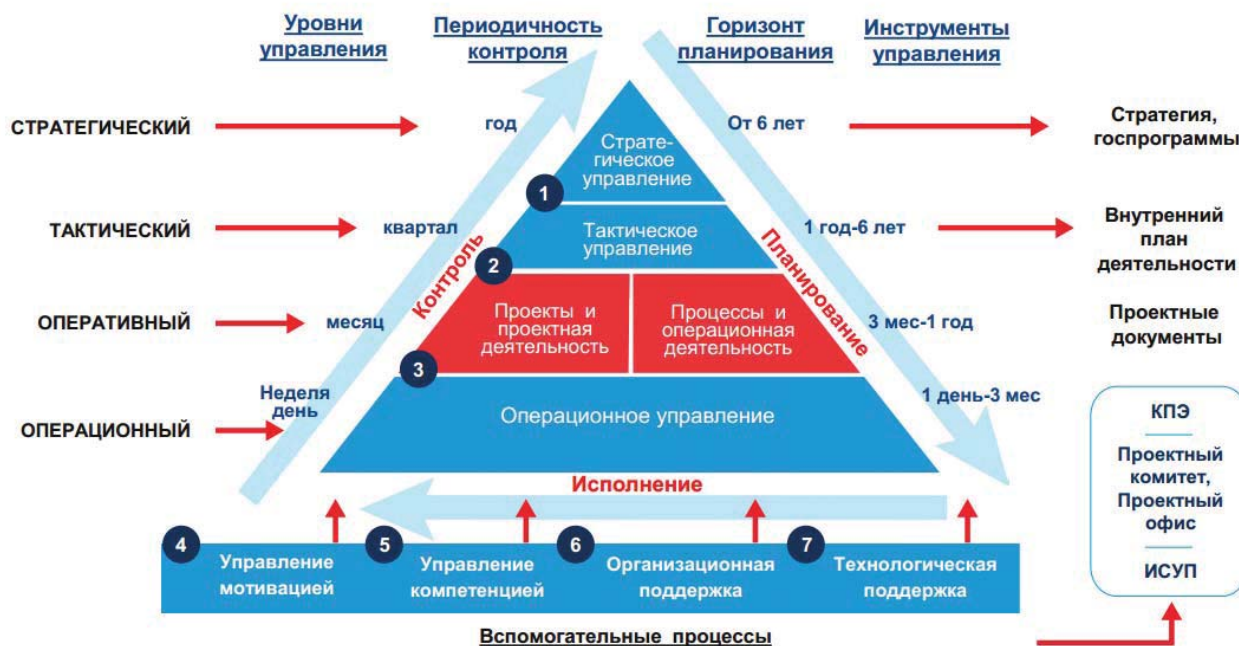 Уровни
управления
Периодичность
контроля
Горизонт
планирования
Инструменты
управления
СТРАТЕГИЧЕСКИЙ
год
Стратe-
гическое
управление
От 6 лет
Стратегия,
госпрограммы
1
ТАКТИЧЕСКИЙ
квартал
Тактическое
управление
1 год-6 лет
Внутренний
план
деятельности
2
Контроль
Планирование
ОПЕРАТИВНЫЙ
месяц
Проекты и
проектная
деятельность
Процессы и
операционная
деятельность
3 мес-1 год
Проектные
документы
3
ОПЕРАЦИОННЫЙ
Неделя
день
Операционное управление
1 день-3 мес
КПЭ
Проектный
комитет,
Проектный
офис
ИСУП
Исполнение
4
Управление
мотивацией
5
Управление
компетенцией
6
Организационная
поддержка
7
Технологическая
поддержка
Вспомогательные процессы